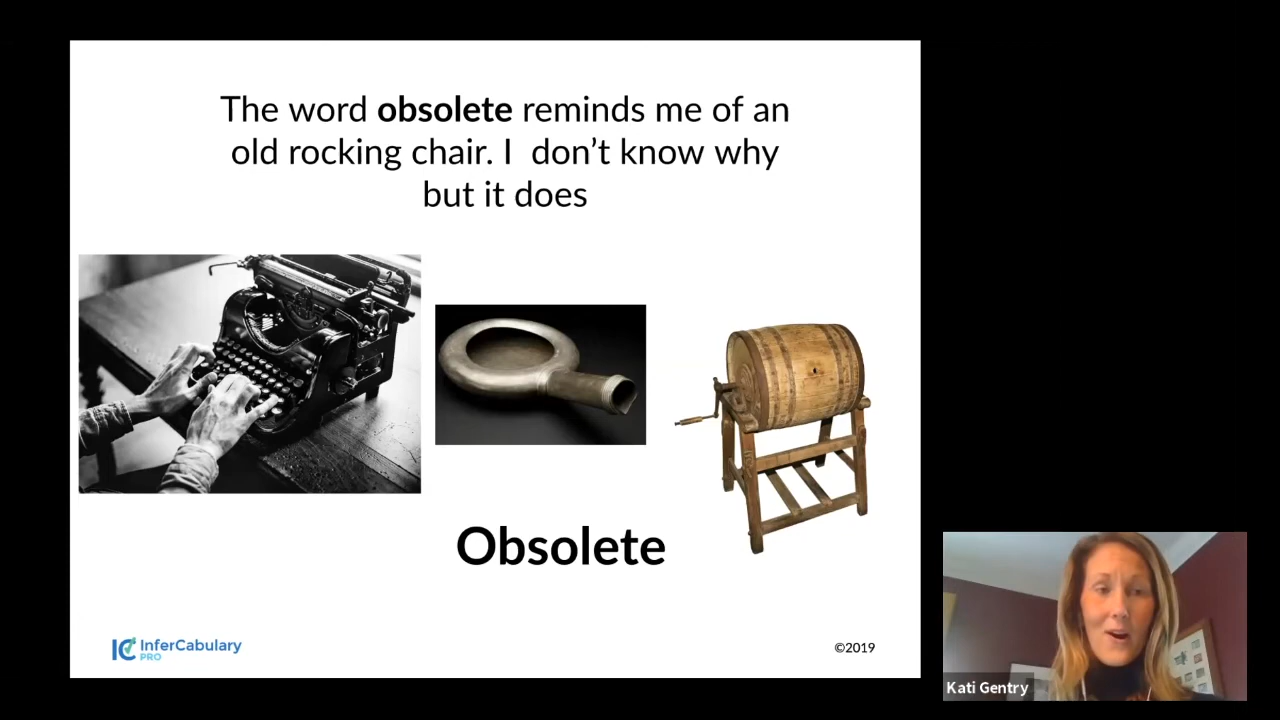 The word obsolete reminds me of an
old rocking chair. I  don’t know why
but it does
Obsolete
IC InferCabulary
PRO
©2019
Kati Gentry